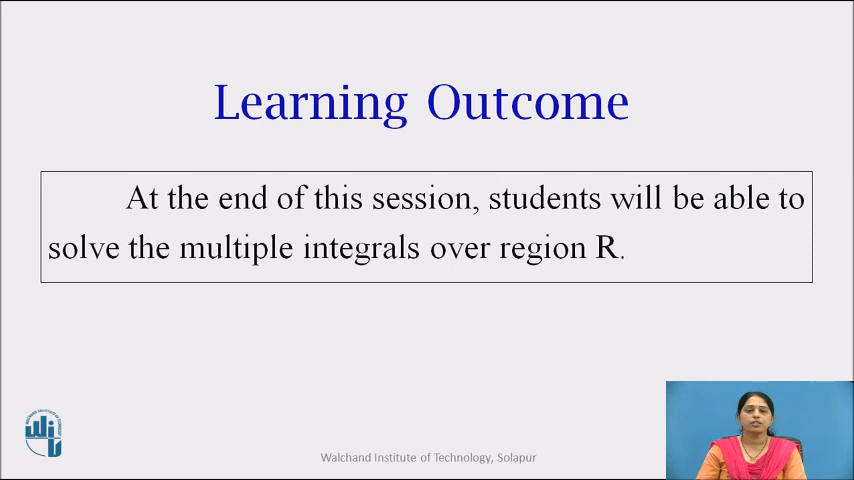 Learning Outcome
At the end of this session, students will be able to
solve the multiple integrals over region R.
WIT
Walchand Institute of Technology, Solapur